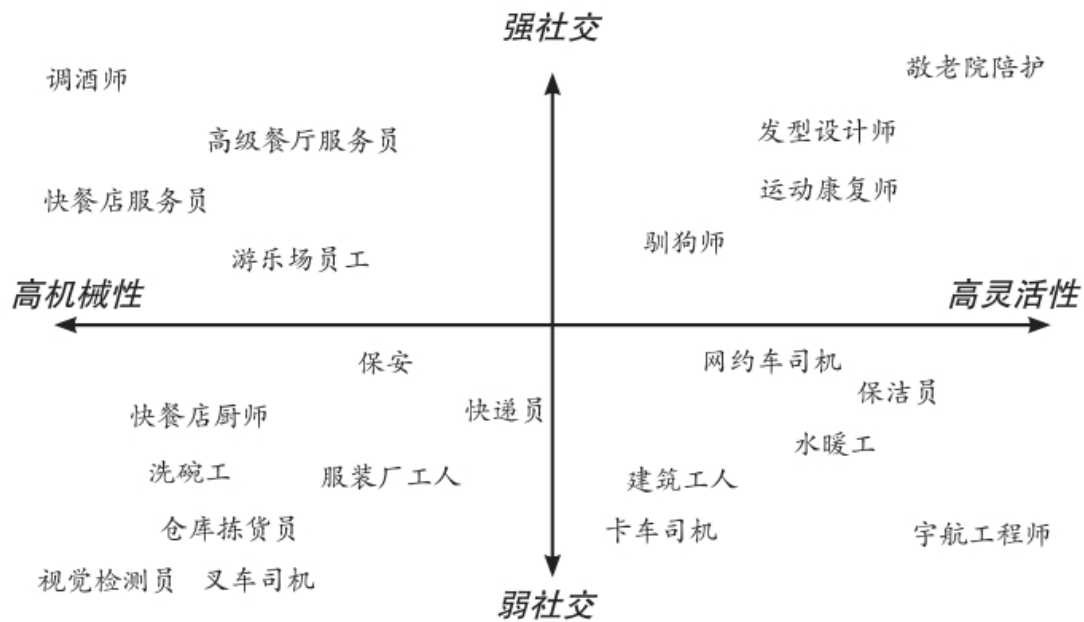 强社交
敬老院陪护
调酒师
发型设计师
高级餐厅服务员
运动康复师
快餐店服务员
驯狗师
游乐场员工
高机械性
高灵活性
保安
网约车司机
保洁员
快递员
快餐店厨师
水暖工
洗碗工
服装厂工人
建筑工人
仓库拣货员
卡车司机
宇航工程师
视觉检测员
叉车司机
弱社交